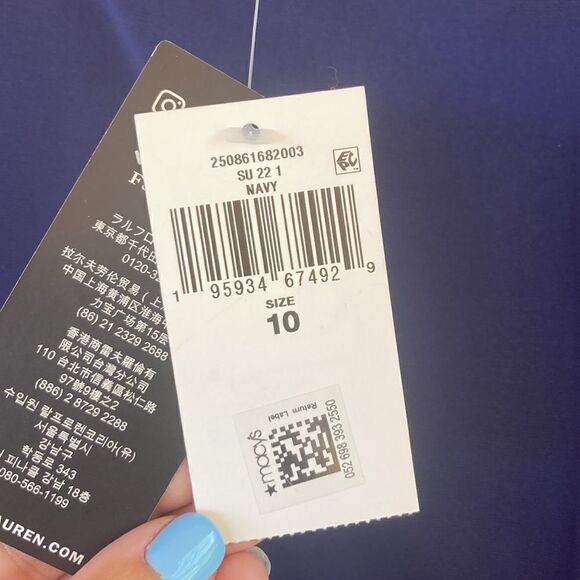 250861682003
SU 22 1
NAVY
1 95934 67492 9
SIZE
10
★macy's
Return Label
052 698 393 2550
ラルフロ
東京都千代田
0120-3
拉尔夫劳伦贸易（上
中国上海黄浦区淮海中
力宝广场第15层
(86) 21 2329 2688
香港商雷夫羅倫有
限公司台灣分公司
110 台北市信義區松仁路
97號9樓之2
(886) 2 8729 2288
수입원 랄프로렌코리아(유)
서울특별시
강남구
학동로 343
피나클 강남 18층
080-566-1199
AUREN.COM